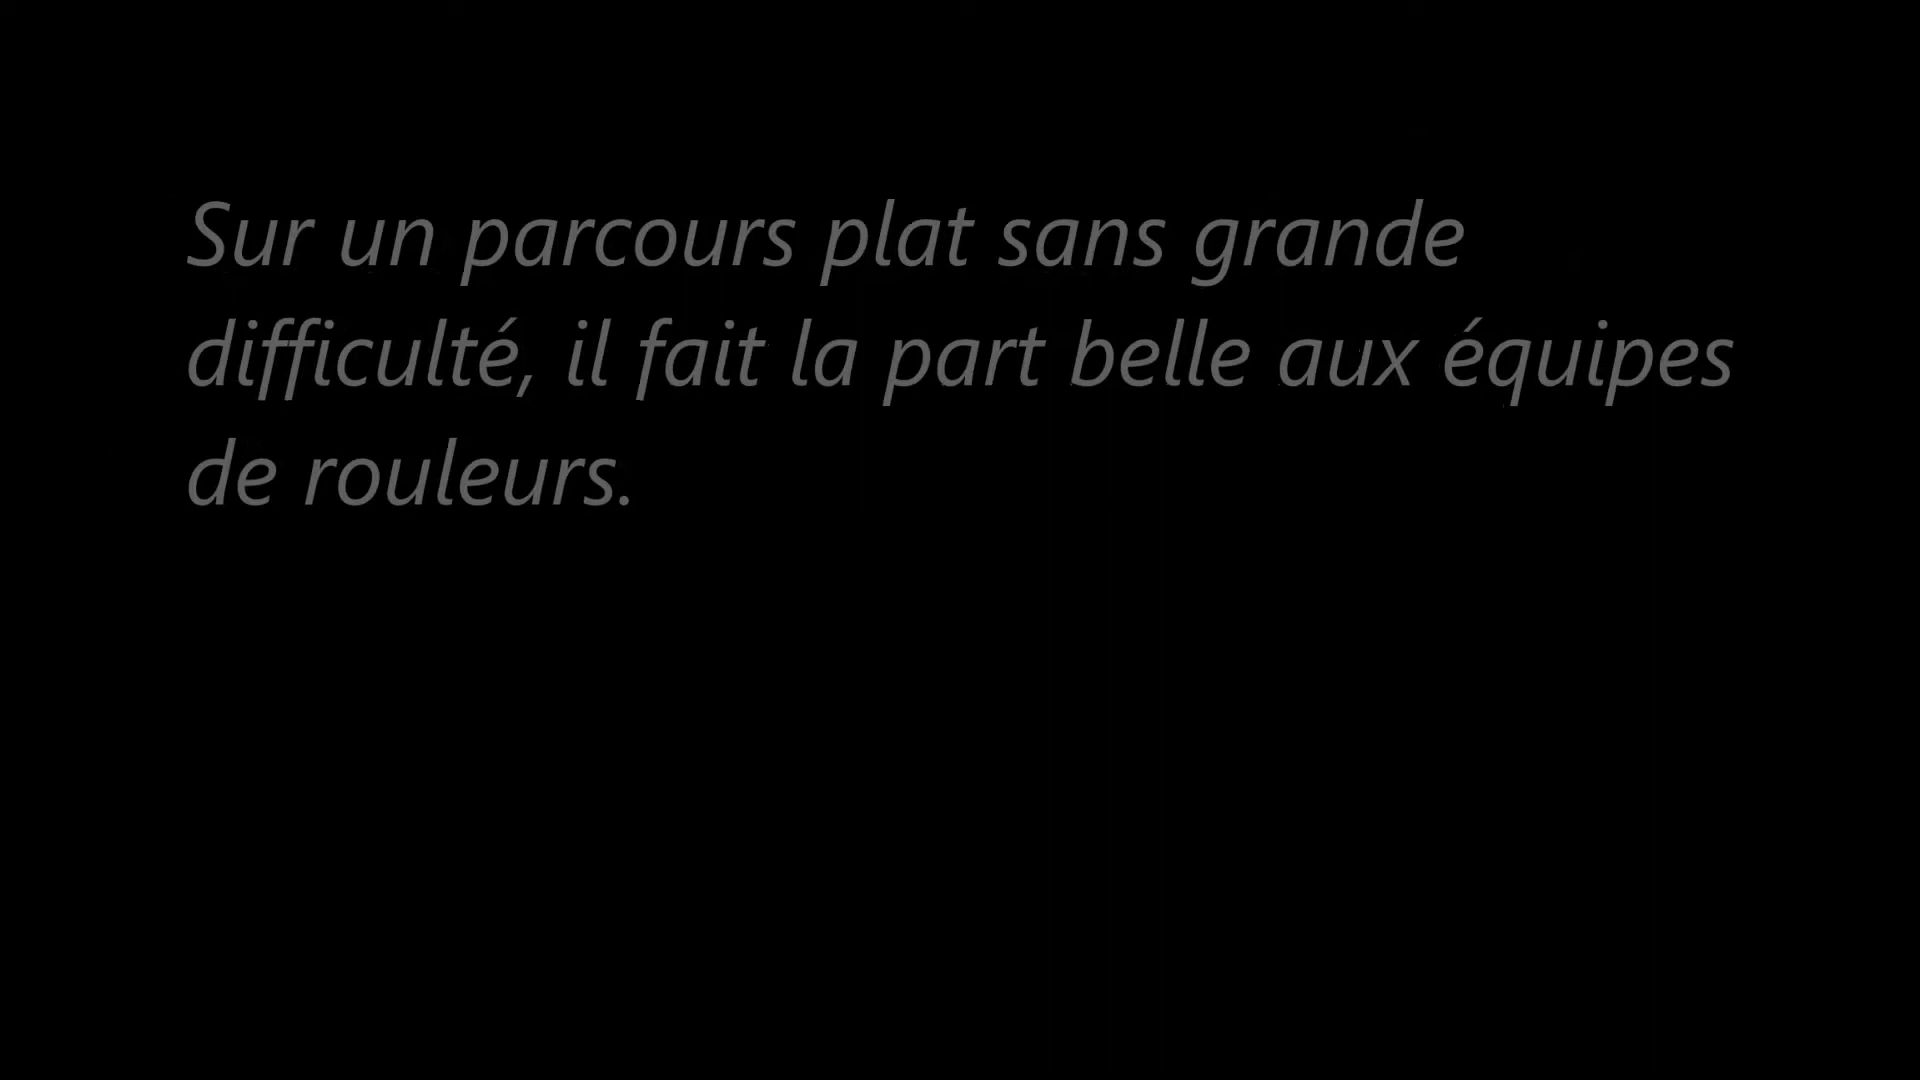 Sur un parcours plat sans grande
difficulté, il fait la part belle aux équipes
de rouleurs.